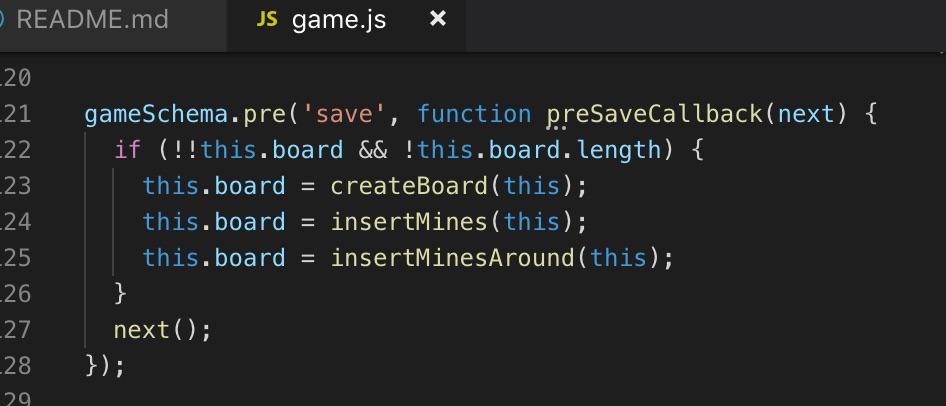 README.md
JS game.js ×
120
121 gameSchema.pre('save', function preSaveCallback(next) {
122 if (!!this.board && !this.board.length) {
123 this.board = createBoard(this);
124 this.board = insertMines(this);
125 this.board = insertMinesAround(this);
126 }
127 next();
128 });
129